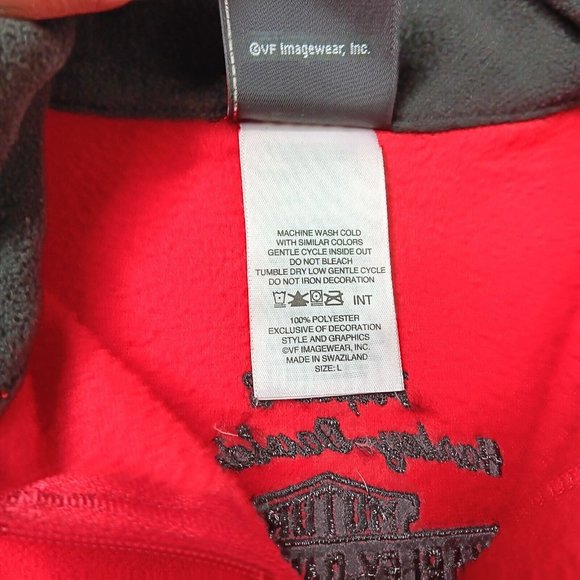 ©VF Imagewear, Inc.
MACHINE WASH COLD
WITH SIMILAR COLORS
GENTLE CYCLE INSIDE OUT
DO NOT BLEACH
TUMBLE DRY LOW GENTLE CYCLE
DO NOT IRON DECORATION
INT
100% POLYESTER
EXCLUSIVE OF DECORATION
STYLE AND GRAPHICS
©VF IMAGEWEAR, INC.
MADE IN SWAZILAND
SIZE: L